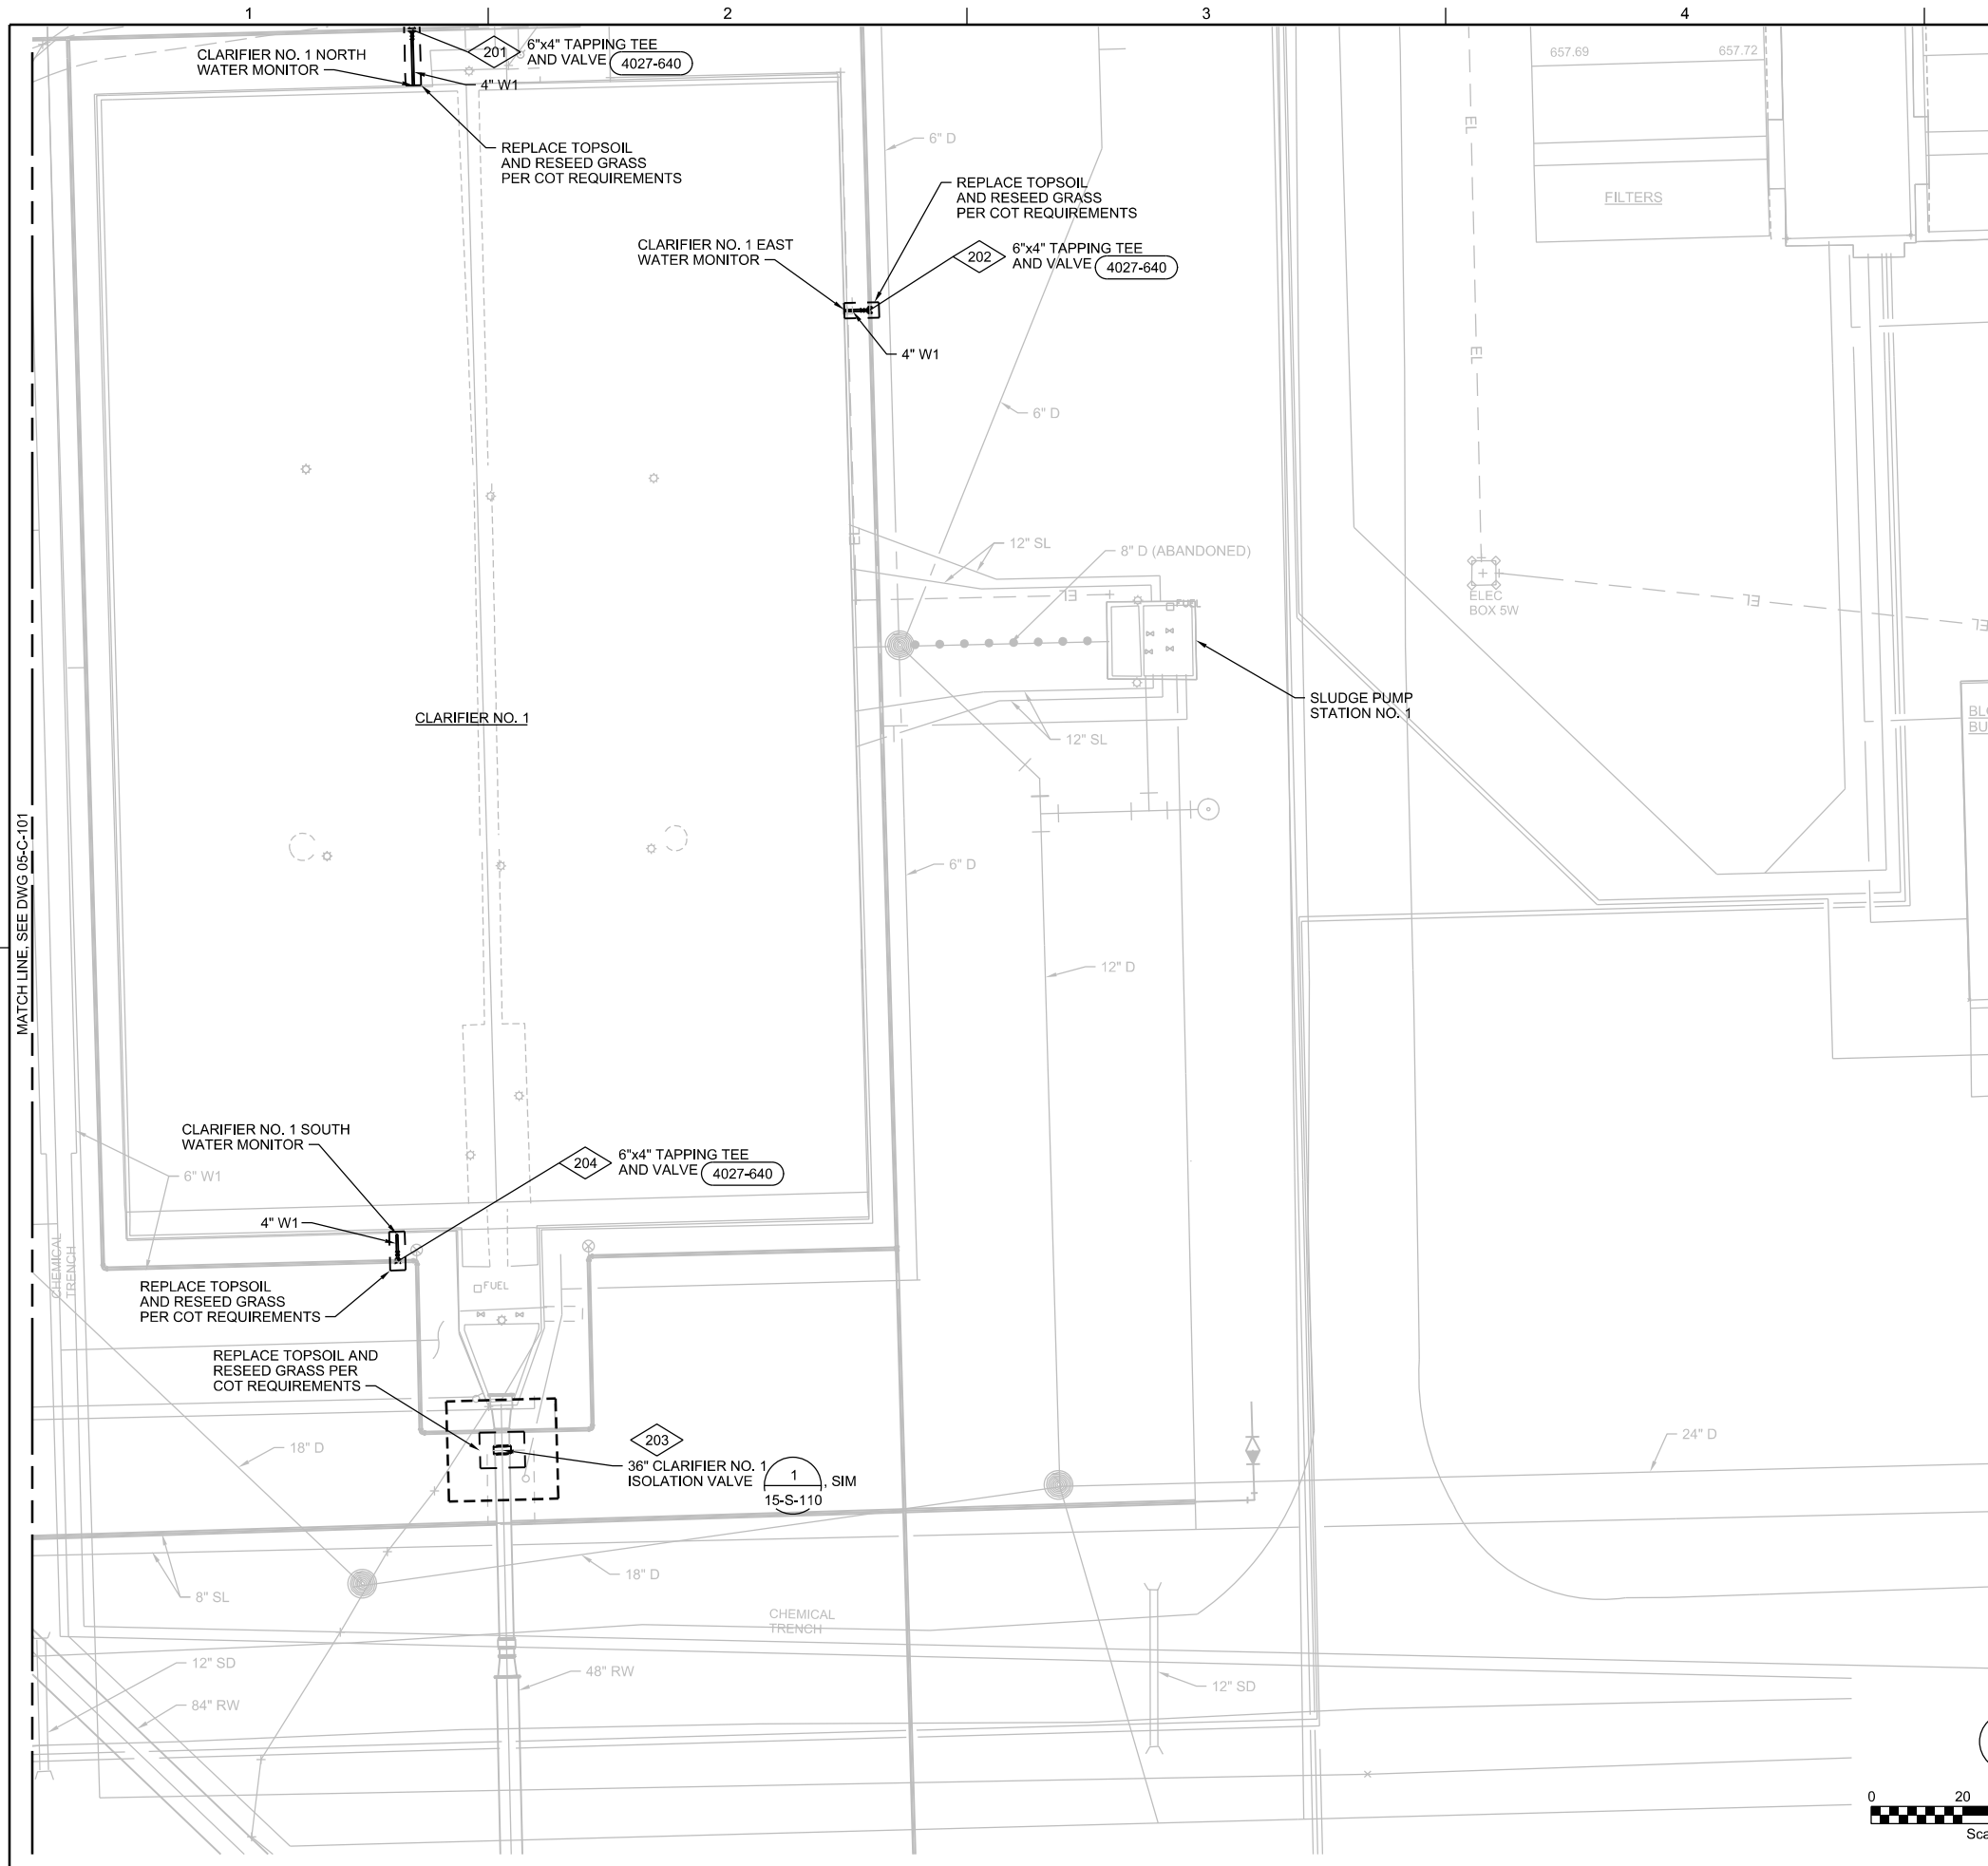 1
2
3
4
CLARIFIER NO. 1 NORTH
WATER MONITOR
201
6"x4" TAPPING TEE
AND VALVE
4027-640
4" W1
REPLACE TOPSOIL
AND RESEED GRASS
PER COT REQUIREMENTS
6" D
657.69
657.72
EL
FILTERS
REPLACE TOPSOIL
AND RESEED GRASS
PER COT REQUIREMENTS
CLARIFIER NO. 1 EAST
WATER MONITOR
202
6"x4" TAPPING TEE
AND VALVE
4027-640
4" W1
EL
6" D
EL
12" SL
8" D (ABANDONED)
EL
FUEL
ELEC
BOX 5W
EL
EL
SLUDGE PUMP
STATION NO. 1
CLARIFIER NO. 1
12" SL
MATCH LINE, SEE DWG 05-C-101
6" D
12" D
CLARIFIER NO. 1 SOUTH
WATER MONITOR
204
6"x4" TAPPING TEE
AND VALVE
4027-640
6" W1
4" W1
CHEMICAL
TRENCH
REPLACE TOPSOIL
AND RESEED GRASS
PER COT REQUIREMENTS
FUEL
REPLACE TOPSOIL AND
RESEED GRASS PER
COT REQUIREMENTS
18" D
203
36" CLARIFIER NO. 1
ISOLATION VALVE
1
15-S-110
, SIM
24" D
18" D
8" SL
CHEMICAL
TRENCH
12" SD
48" RW
12" SD
84" RW
0
20